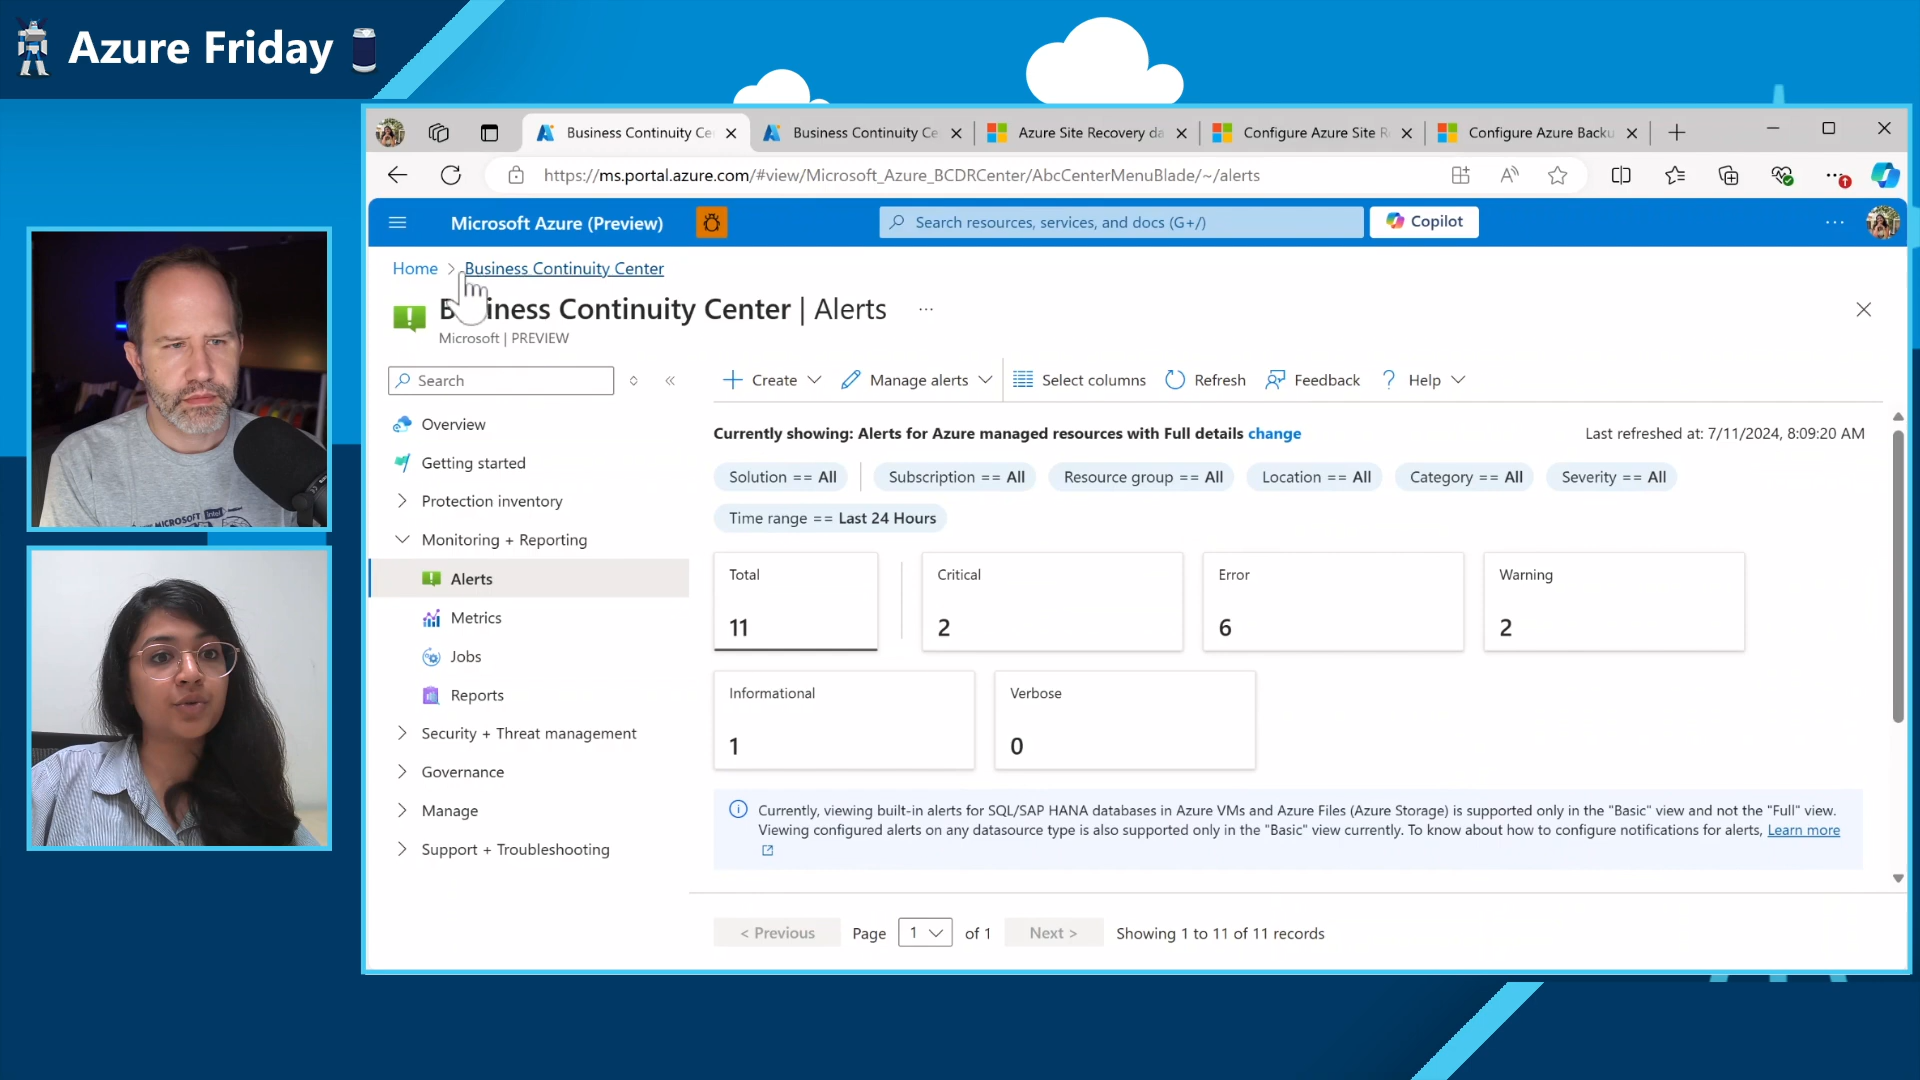 Azure Friday
Business Continuity Ce
Business Continuity Ce
Azure Site Recovery da
Configure Azure Site R
Configure Azure Backu
https://ms.portal.azure.com/#view/Microsoft_Azure_BCDRCenter/AbcCenterMenuBlade/~/alerts
Microsoft Azure (Preview)
Search resources, services, and docs (G+/)
Copilot
Home > Business Continuity Center
Business Continuity Center | Alerts
Microsoft | PREVIEW
Search
Create
Manage alerts
Select columns
Refresh
Feedback
Help
Overview
Getting started
Protection inventory
Monitoring + Reporting
Alerts
Metrics
Jobs
Reports
Security + Threat management
Governance
Manage
Support + Troubleshooting
Currently showing: Alerts for Azure managed resources with Full details change
Last refreshed at: 7/11/2024, 8:09:20 AM
Solution == All
Subscription == All
Resource group == All
Location == All
Category == All
Severity == All
Time range == Last 24 Hours
Total
11
Critical
2
Error
6
Warning
2
Informational
1
Verbose
0
Currently, viewing built-in alerts for SQL/SAP HANA databases in Azure VMs and Azure Files (Azure Storage) is supported only in the "Basic" view and not the "Full" view.
Viewing configured alerts on any datasource type is also supported only in the "Basic" view currently. To know about how to configure notifications for alerts, Learn more
< Previous
Page
1
of 1
Next >
Showing 1 to 11 of 11 records
MICROSOFT intel